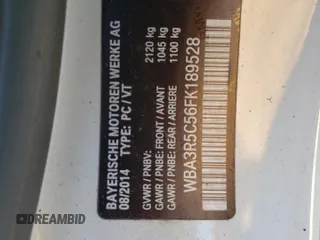 BAYERISCHE MOTOREN WERKE AG
08/2014 TYPE: PC / VT
GVWR / PNBV: 2120 kg
GAWR / PNBE: FRONT / AVANT 1045 kg
GAWR / PNBE: REAR / ARRIERE 1100 kg
WBA3R5C56FK189528
© DREAMBID